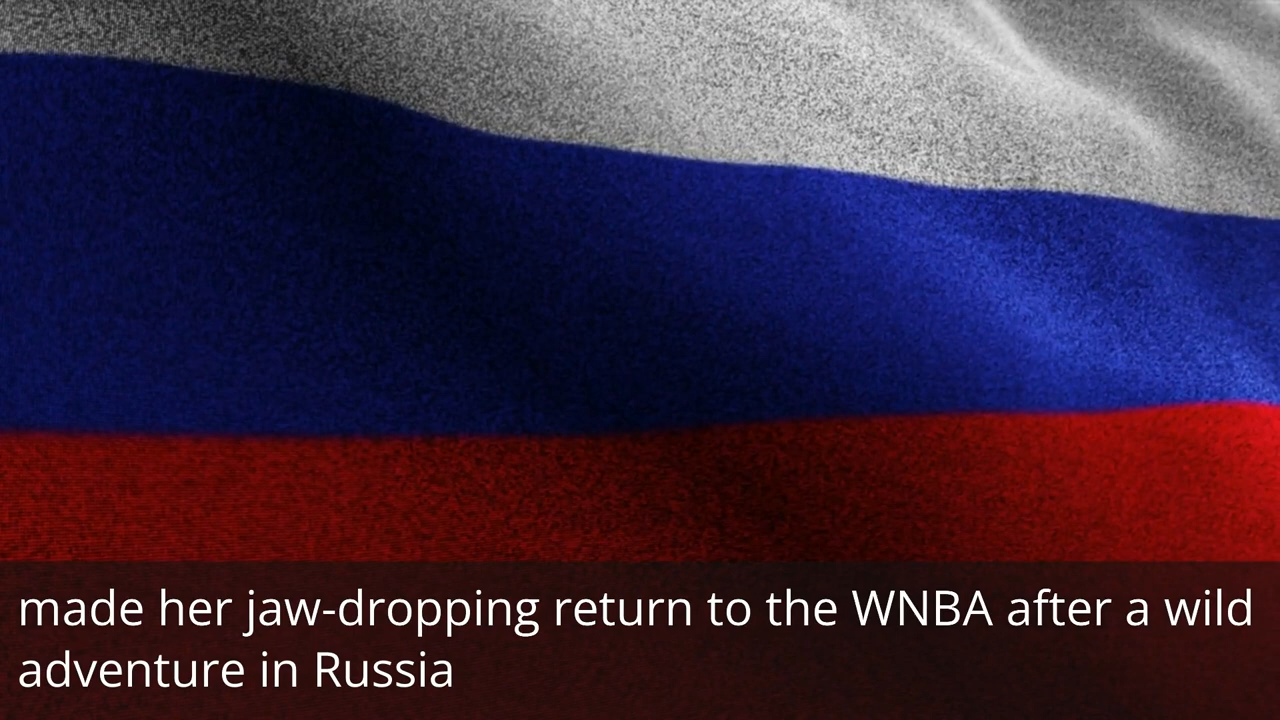 made her jaw-dropping return to the WNBA after a wild
adventure in Russia